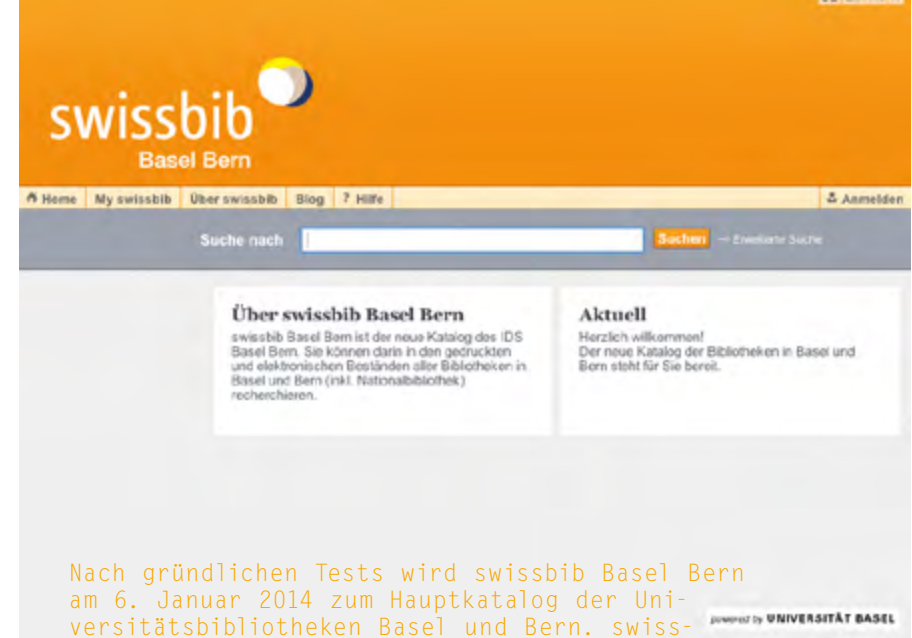 swissbib
Basel Bern
Home My swissbib Über swissbib Blog ? Hilfe Anmelden
Suche nach Suchen → Erweiterte Suche
Über swissbib Basel Bern
swissbib Basel Bern ist der neue Katalog des IDS
Basel Bern. Sie können darin in den gedruckten
und elektronischen Beständen aller Bibliotheken in
Basel und Bern (inkl. Nationalbibliothek)
recherchieren.
Aktuell
Herzlich willkommen!
Der neue Katalog der Bibliotheken in Basel und
Bern steht für Sie bereit.
Nach gründlichen Tests wird swissbib Basel Bern
am 6. Januar 2014 zum Hauptkatalog der Uni-
versitätsbibliotheken Basel und Bern. swiss-
powered by UNIVERSITÄT BASEL